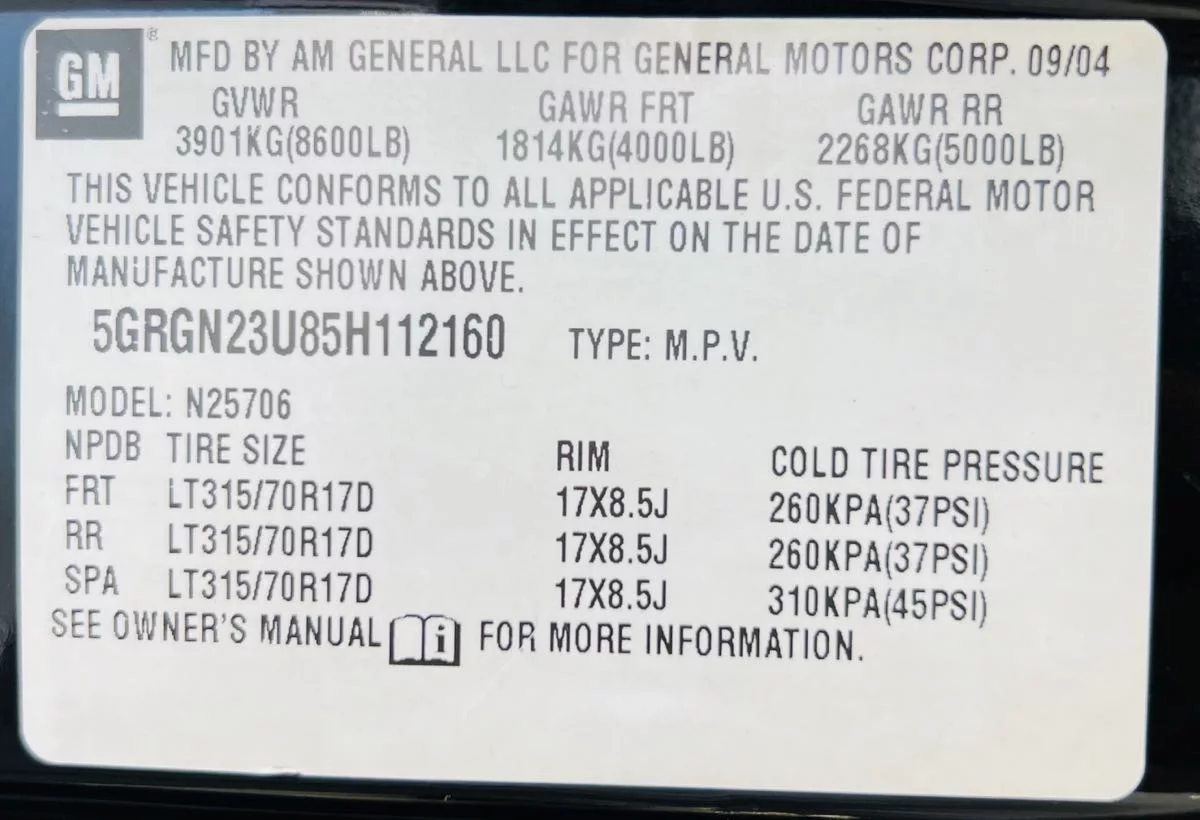 GM ® MFD BY AM GENERAL LLC FOR GENERAL MOTORS CORP. 09/04
GVWR GAWR FRT GAWR RR
3901KG(8600LB) 1814KG(4000LB) 2268KG(5000LB)
THIS VEHICLE CONFORMS TO ALL APPLICABLE U.S. FEDERAL MOTOR
VEHICLE SAFETY STANDARDS IN EFFECT ON THE DATE OF
MANUFACTURE SHOWN ABOVE.
5GRGN23U85H112160 TYPE: M.P.V.
MODEL: N25706
NPDB TIRE SIZE RIM COLD TIRE PRESSURE
FRT LT315/70R17D 17X8.5J 260KPA(37PSI)
RR LT315/70R17D 17X8.5J 260KPA(37PSI)
SPA LT315/70R17D 17X8.5J 310KPA(45PSI)
SEE OWNER'S MANUAL i FOR MORE INFORMATION.